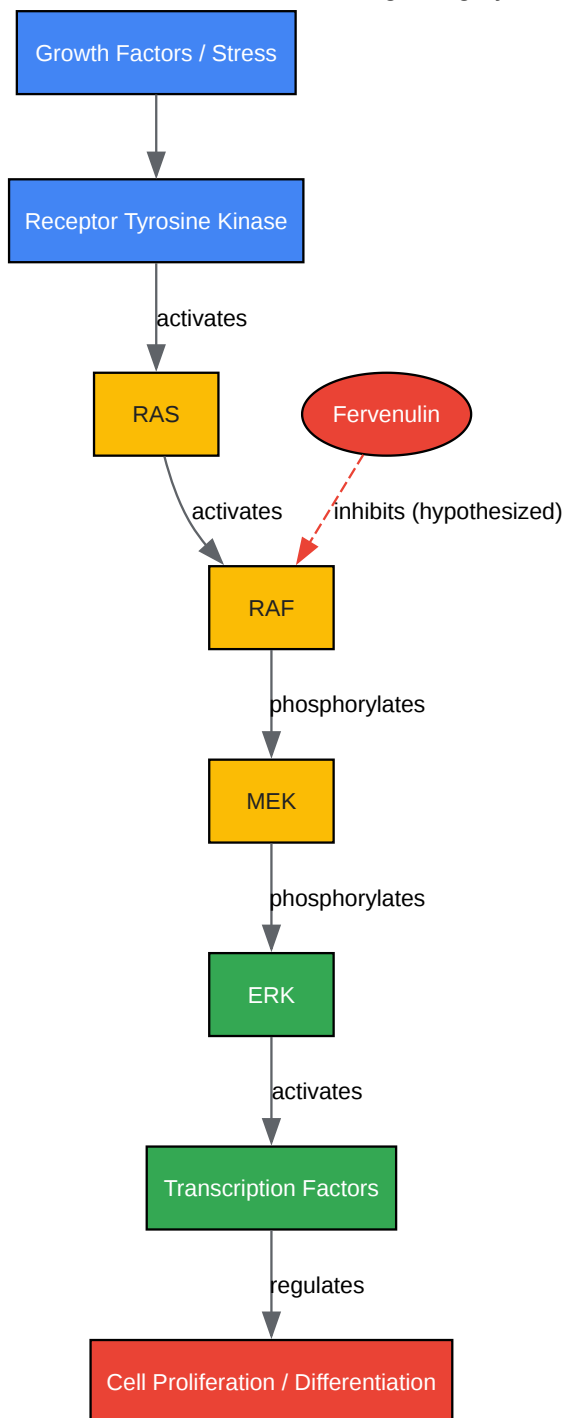 Growth Factors / Stress
Receptor Tyrosine Kinase
activates
RAS
Fervenulin
activates
inhibits (hypothesized)
RAF
phosphorylates
MEK
phosphorylates
ERK
activates
Transcription Factors
regulates
Cell Proliferation / Differentiation